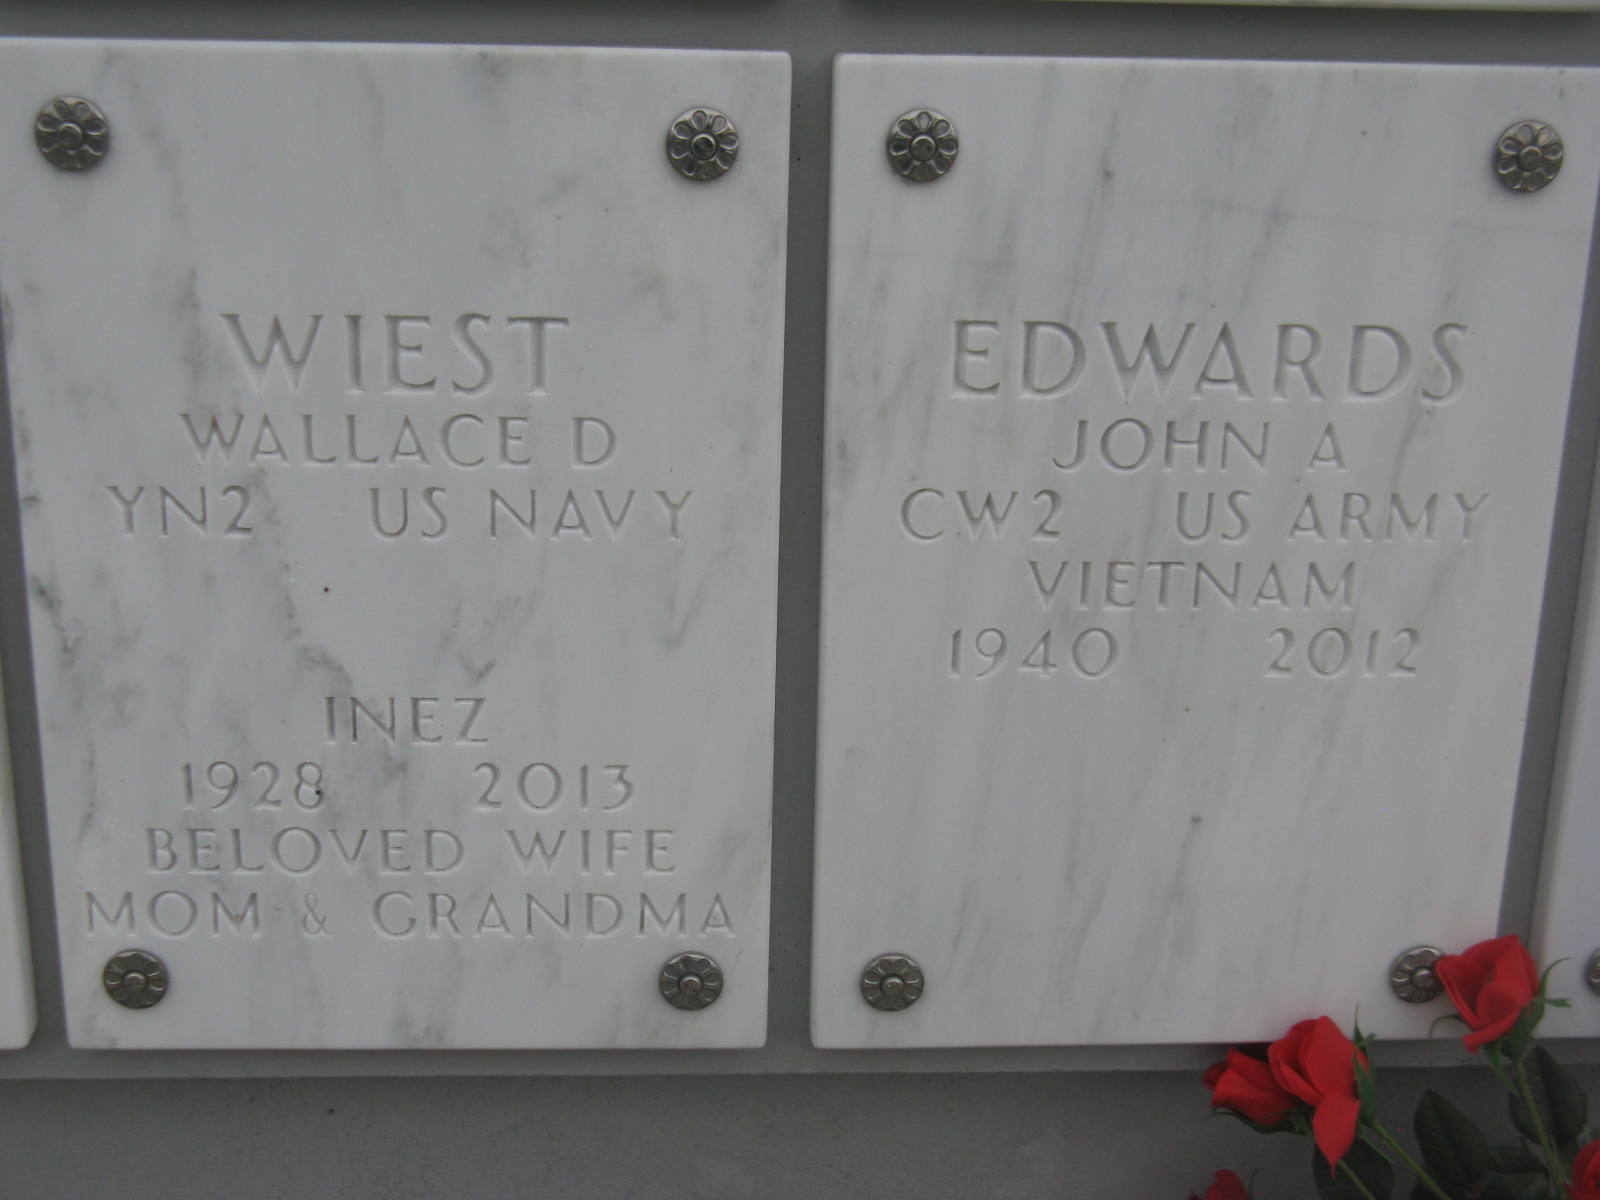 WIEST
WALLACE D
YN2 US NAVY
INEZ
1928 2013
BELOVED WIFE
MOM & GRANDMA
EDWARDS
JOHN A
CW2 US ARMY
VIETNAM
1940 2012